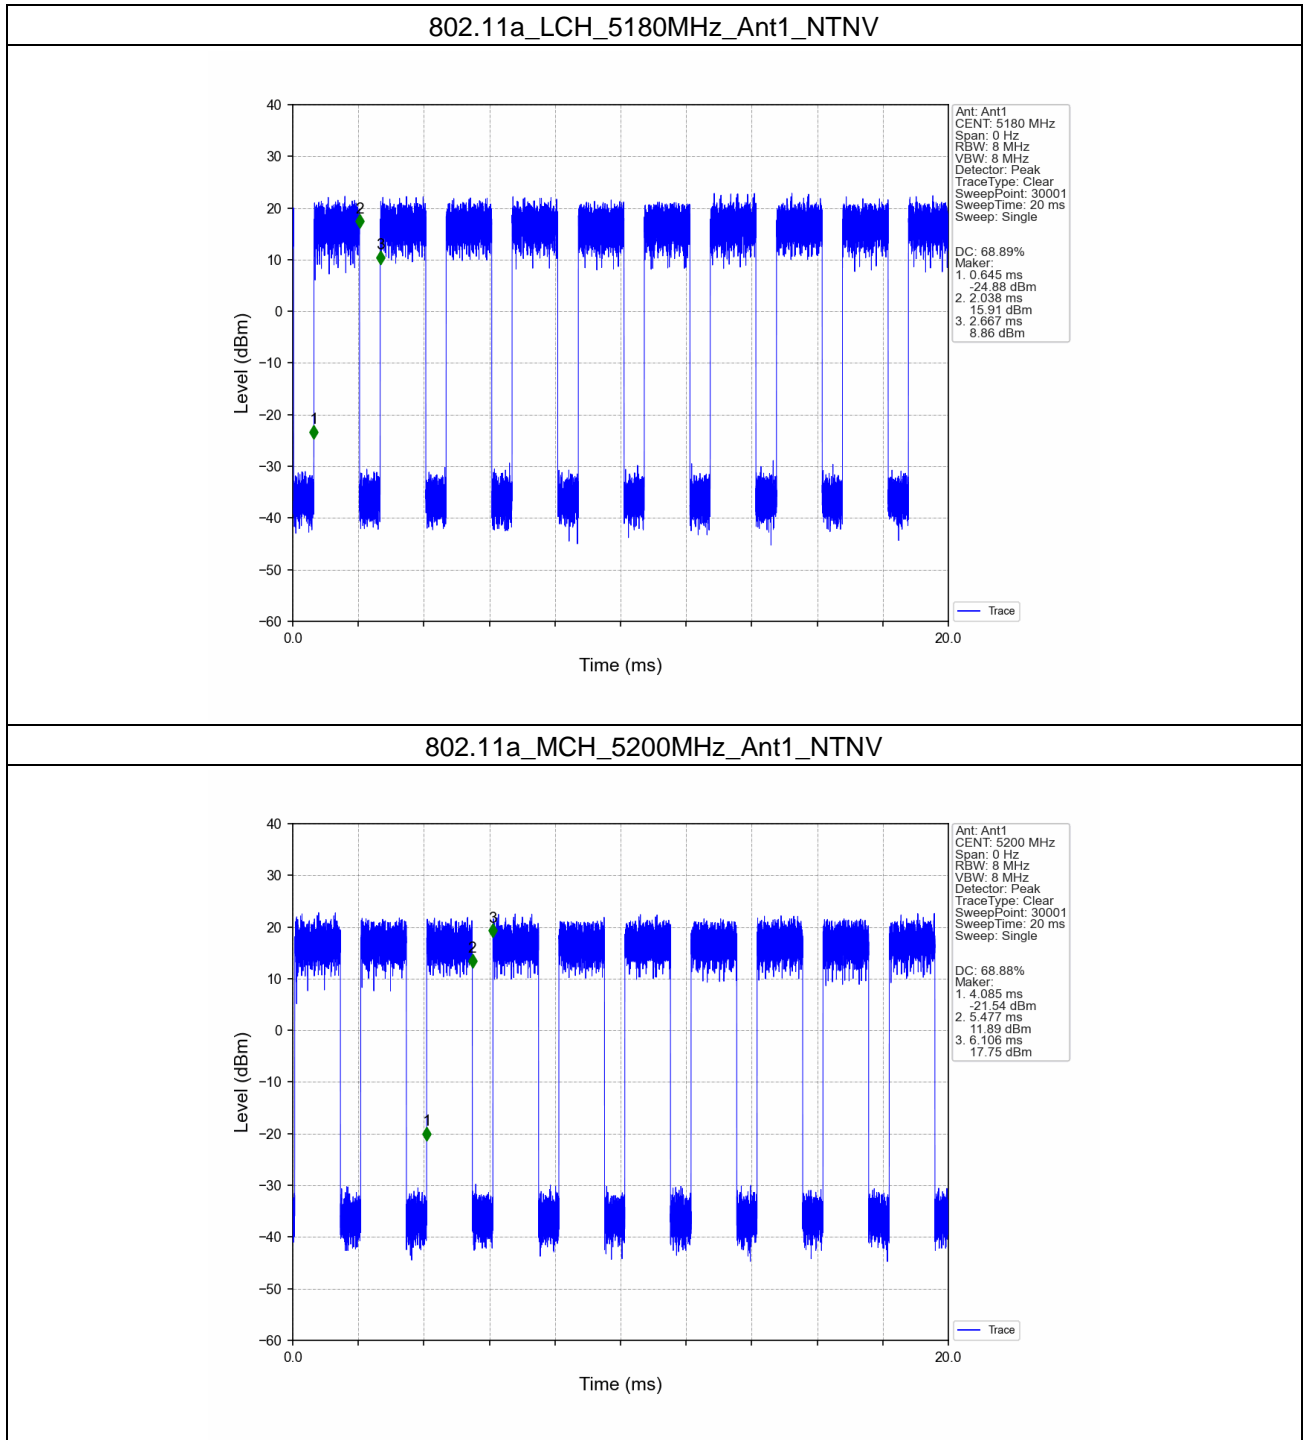 802.11a_LCH_5180MHz_Ant1_NTNV
40
30
20
10
0
−10
−20
−30
−40
−50
−60
Level (dBm)
0.0
20.0
Time (ms)
1
2
3
Ant: Ant1
CENT: 5180 MHz
Span: 0 Hz
RBW: 8 MHz
VBW: 8 MHz
Detector: Peak
TraceType: Clear
SweepPoint: 30001
SweepTime: 20 ms
Sweep: Single
DC: 68.89%
Maker:
1. 0.645 ms
-24.88 dBm
2. 2.038 ms
15.91 dBm
3. 2.667 ms
8.86 dBm
Trace
802.11a_MCH_5200MHz_Ant1_NTNV
40
30
20
10
0
−10
−20
−30
−40
−50
−60
Level (dBm)
0.0
20.0
Time (ms)
1
2
3
Ant: Ant1
CENT: 5200 MHz
Span: 0 Hz
RBW: 8 MHz
VBW: 8 MHz
Detector: Peak
TraceType: Clear
SweepPoint: 30001
SweepTime: 20 ms
Sweep: Single
DC: 68.88%
Maker:
1. 4.085 ms
-21.54 dBm
2. 5.477 ms
11.89 dBm
3. 6.106 ms
17.75 dBm
Trace